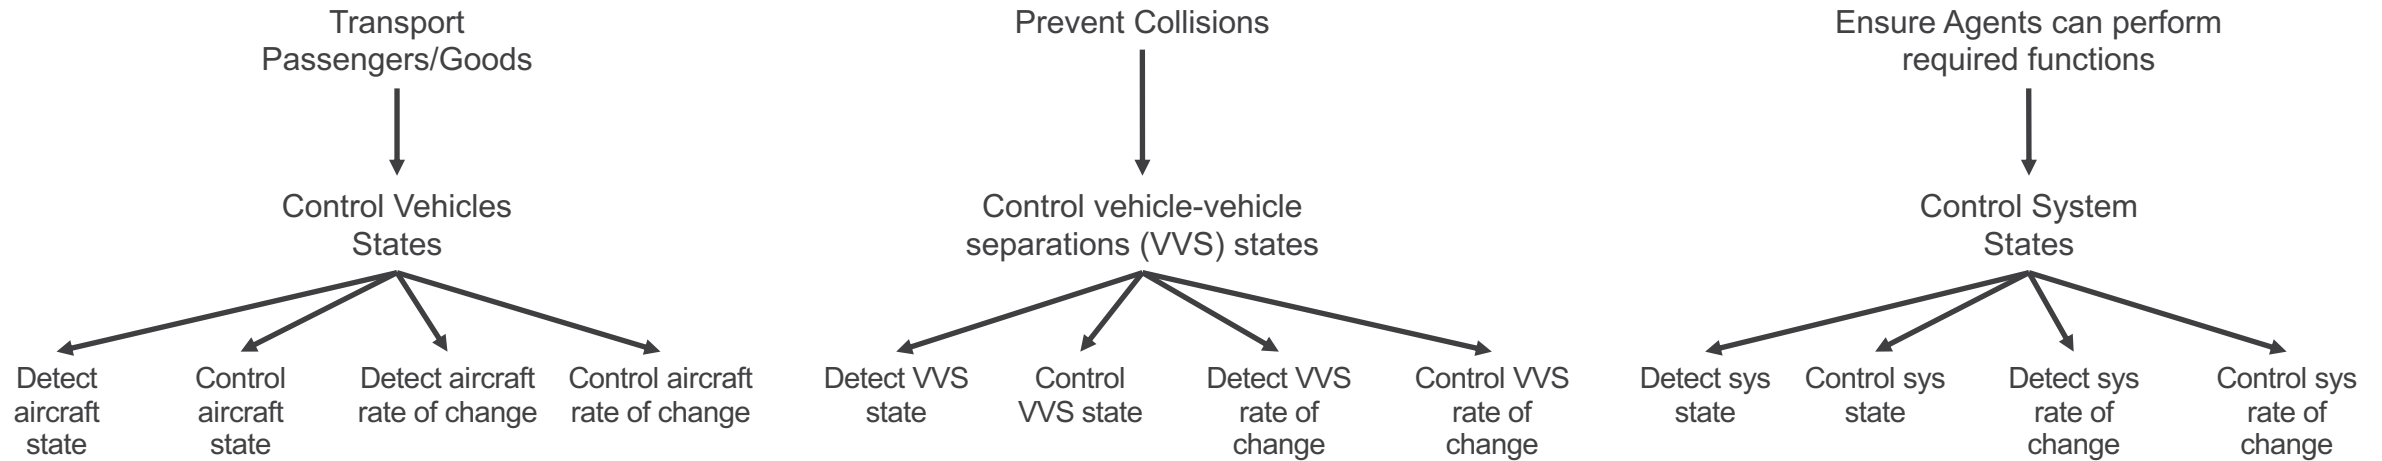 Transport
Passengers/Goods
Prevent Collisions
Ensure Agents can perform
required functions
Control Vehicles
States
Control vehicle-vehicle
separations (VVS) states
Control System
States
Detect
aircraft
state
Control
aircraft
state
Detect aircraft
rate of change
Control aircraft
rate of change
Detect VVS
state
Control
VVS state
Detect VVS
rate of
change
Control VVS
rate of
change
Detect sys
state
Control sys
state
Detect sys
rate of
change
Control sys
rate of
change